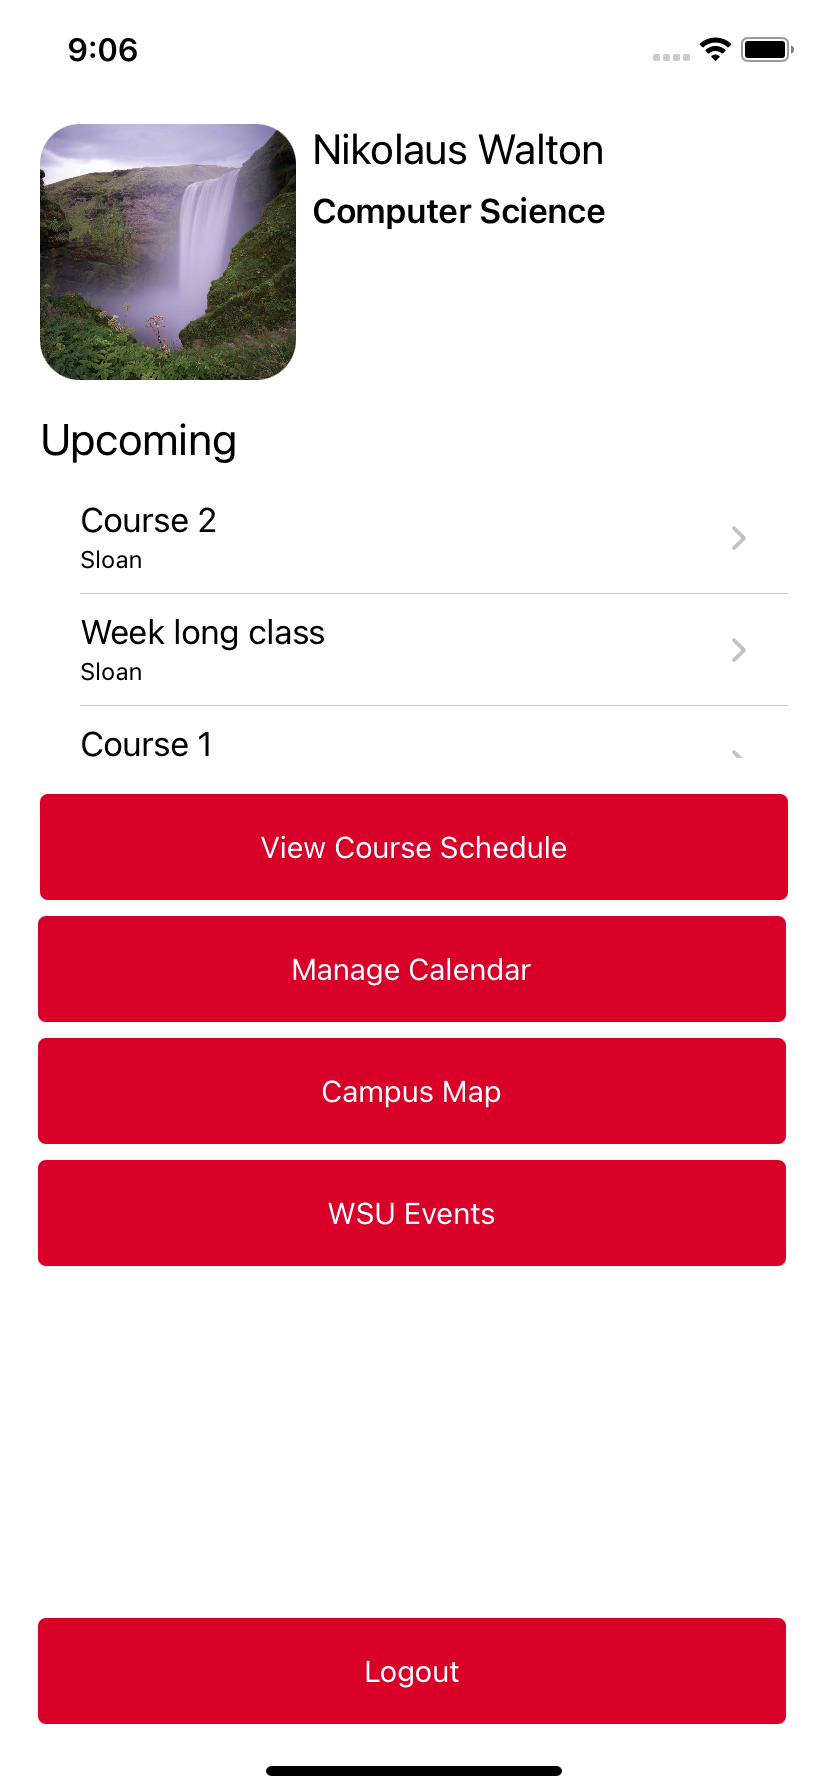 9:06
Nikolaus Walton
Computer Science
Upcoming
Course 2
Sloan
Week long class
Sloan
Course 1
View Course Schedule
Manage Calendar
Campus Map
WSU Events
Logout